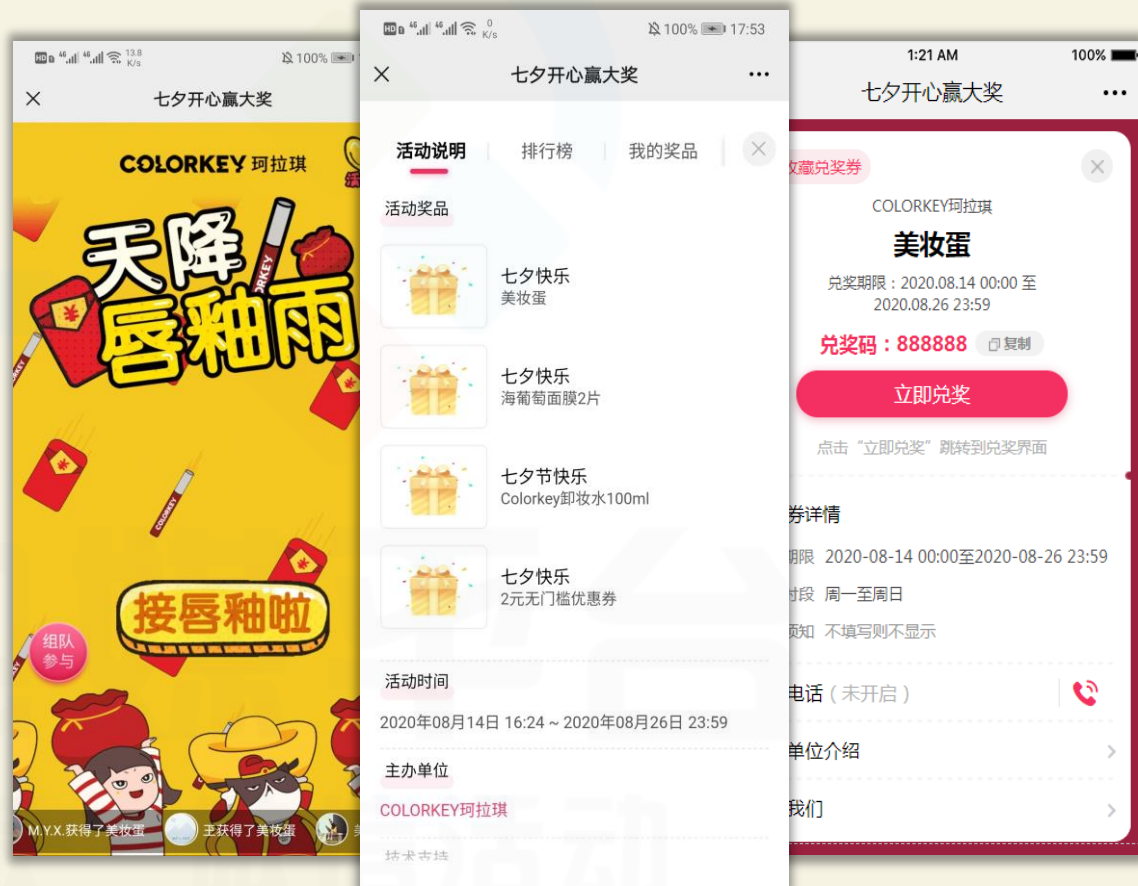 HD 4G 4G 13.8 K/s 100%
七夕开心赢大奖
COLORKEY 珂拉琪
天降
唇釉雨
COLORKEY
接唇釉啦
组队
参与
M.Y.X.获得了美妆蛋
王获得了美妆蛋
HD 4G 4G 0 K/s 100% 17:53
七夕开心赢大奖
活动说明
排行榜
我的奖品
活动奖品
七夕快乐
美妆蛋
七夕快乐
海葡萄面膜2片
七夕节快乐
Colorkey卸妆水100ml
七夕快乐
2元无门槛优惠券
活动时间
2020年08月14日 16:24 ~ 2020年08月26日 23:59
主办单位
COLORKEY珂拉琪
技术支持
1:21 AM 100%
七夕开心赢大奖
收藏兑奖券
COLORKEY珂拉琪
美妆蛋
兑奖期限：2020.08.14 00:00 至
2020.08.26 23:59
兑奖码：888888 复制
立即兑奖
点击“立即兑奖”跳转到兑奖界面
券详情
期限 2020-08-14 00:00至2020-08-26 23:59
时段 周一至周日
须知 不填写则不显示
电话（未开启）
单位介绍
我们